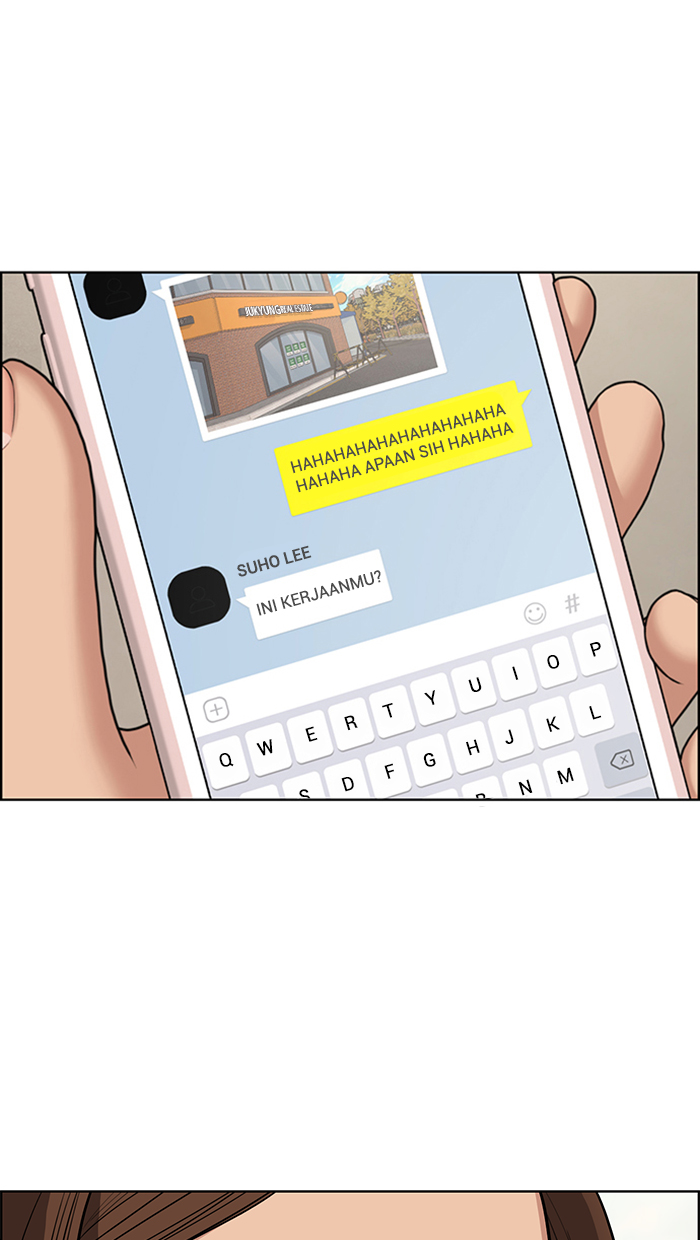 JUKYUNG REAL ESTATE
HAHAHAHAHAHAHAHAHAHA
HAHAHA APAAN SIH HAHAHA
SUHO LEE
INI KERJAANMU?
#
Q W E R T Y U I O P
S D F G H J K L
B N M